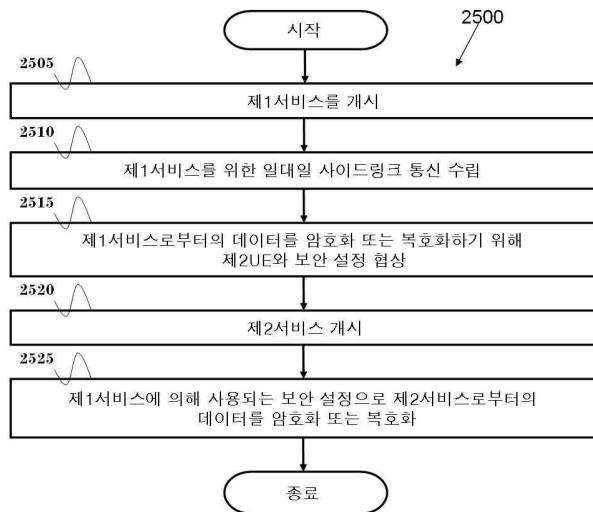 시작
2500
2505
제1서비스를 개시
2510
제1서비스를 위한 일대일 사이드링크 통신 수립
2515
제1서비스로부터의 데이터를 암호화 또는 복호화하기 위해
제2UE와 보안 설정 협상
2520
제2서비스 개시
2525
제1서비스에 의해 사용되는 보안 설정으로 제2서비스로부터의
데이터를 암호화 또는 복호화
종료